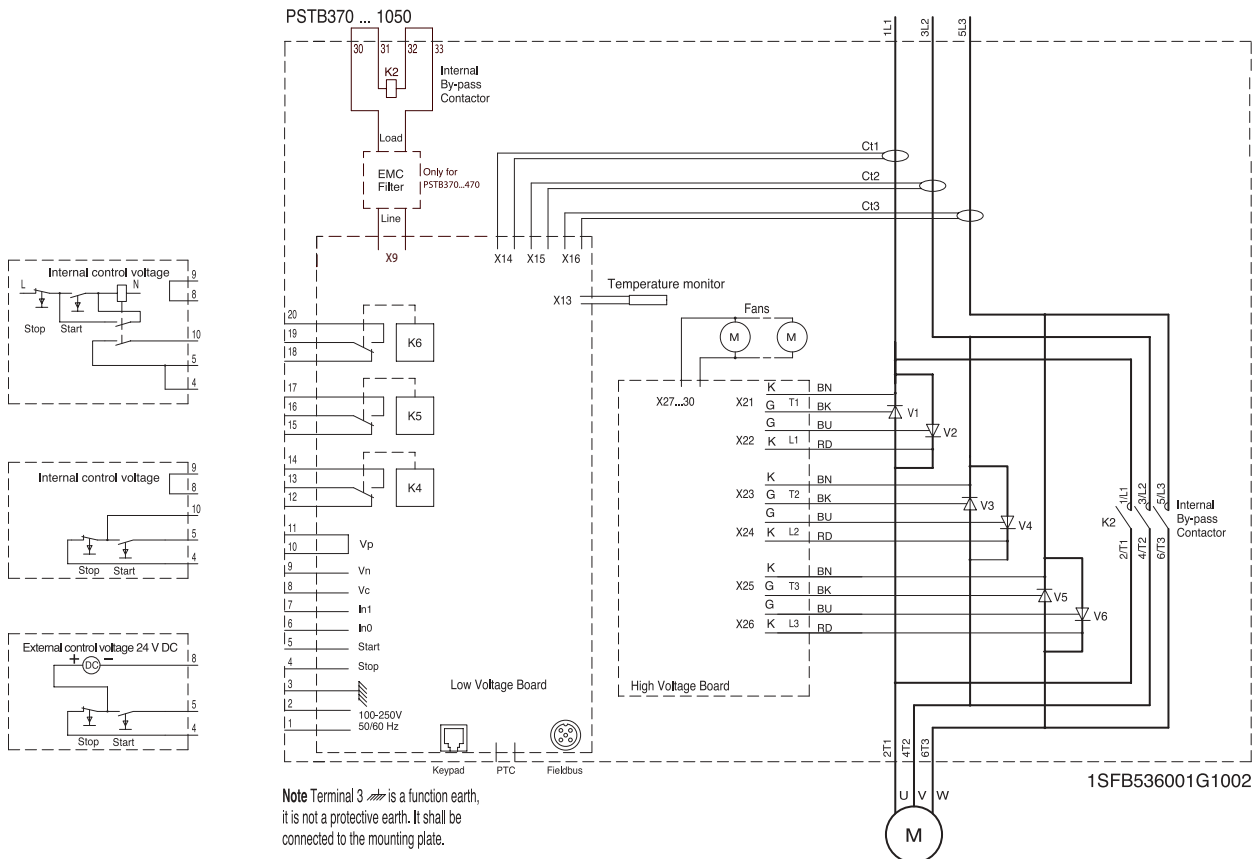 PSTB370 ... 1050
1L1
3L2
5L3
30
31
32
33
K2
Internal
By-pass
Contactor
Load
EMC
Filter
Only for
PSTB370...470
Line
Ct1
Ct2
Ct3
X9
X14
X15
X16
X13
Temperature monitor
Fans
M
M
X27...30
Internal control voltage
L
N
Stop
Start
9
8
10
5
4
Internal control voltage
9
8
10
5
4
Stop
Start
External control voltage 24 V DC
+
DC
−
8
5
4
Stop
Start
20
19
18
K6
17
16
15
K5
14
13
12
K4
11
10
Vp
9
Vn
8
Vc
7
In1
6
In0
5
Start
4
Stop
3
2
1
100-250V
50/60 Hz
Low Voltage Board
Keypad
PTC
Fieldbus
High Voltage Board
X21
K
BN
G
T1
BK
G
BU
X22
K
L1
RD
V1
V2
K
BN
X23
G
T2
BK
G
BU
X24
K
L2
RD
V3
V4
K
BN
X25
G
T3
BK
G
BU
X26
K
L3
RD
V5
V6
K2
1/L1
3/L2
5/L3
2/T1
4/T2
6/T3
Internal
By-pass
Contactor
2T1
4T2
6T3
U
V
W
M
1SFB536001G1002
Note Terminal 3 is a function earth,
it is not a protective earth. It shall be
connected to the mounting plate.